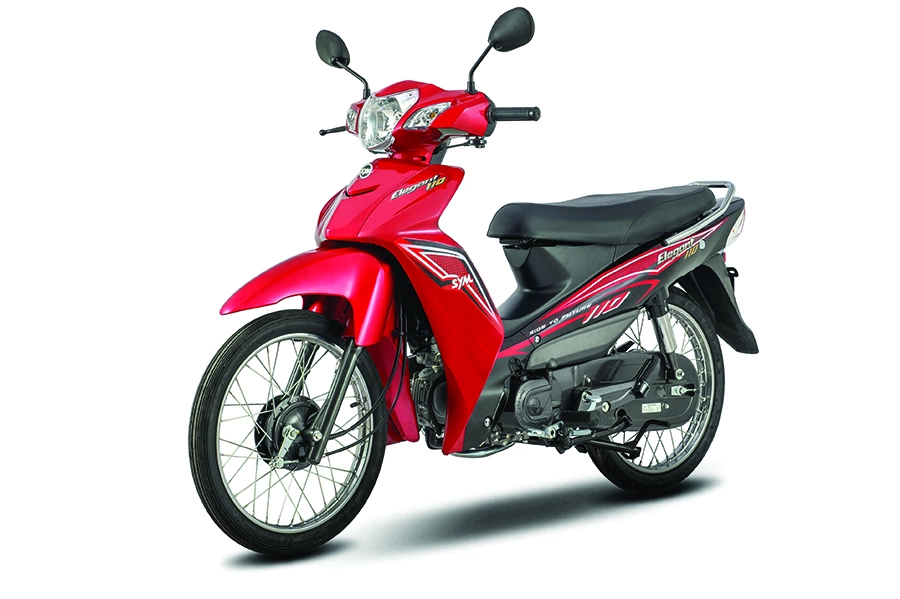 Elegant 110
SYM
Elegant
110
RIDE TO FUTURE
110